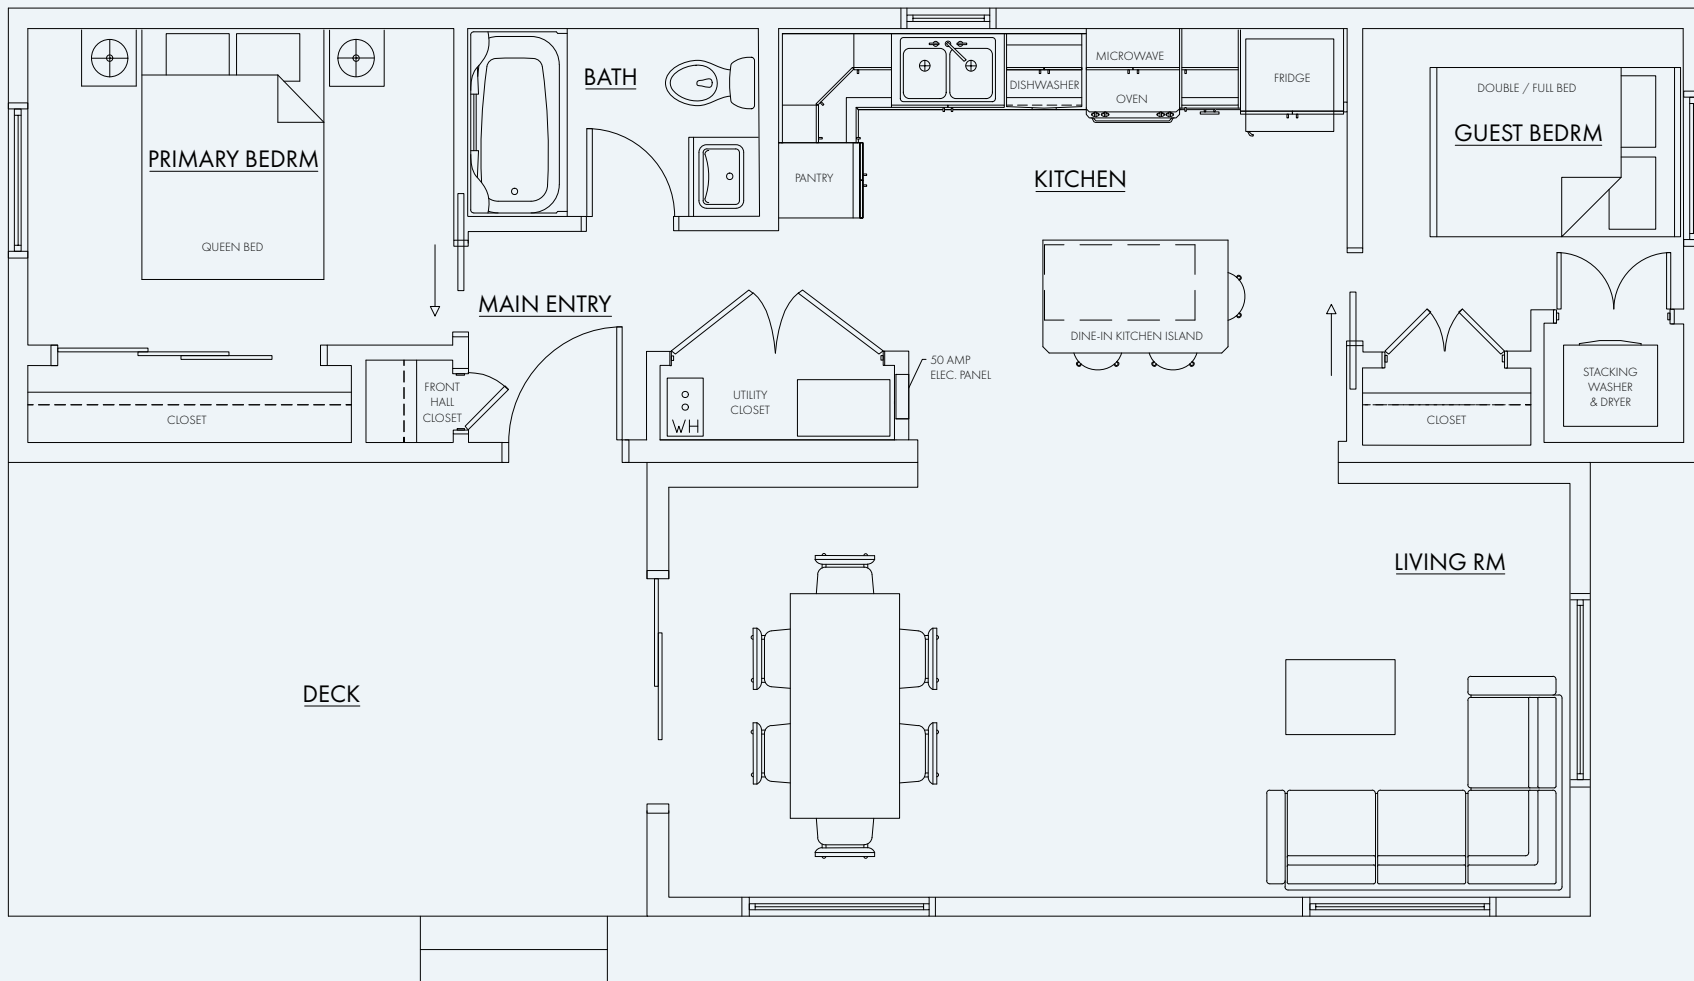 BATH
MICROWAVE
DISHWASHER
OVEN
FRIDGE
DOUBLE / FULL BED
GUEST BEDRM
PRIMARY BEDRM
PANTRY
KITCHEN
QUEEN BED
MAIN ENTRY
DINE-IN KITCHEN ISLAND
50 AMP
ELEC. PANEL
FRONT
HALL
CLOSET
CLOSET
UTILITY
CLOSET
WH
CLOSET
STACKING
WASHER
& DRYER
LIVING RM
DECK